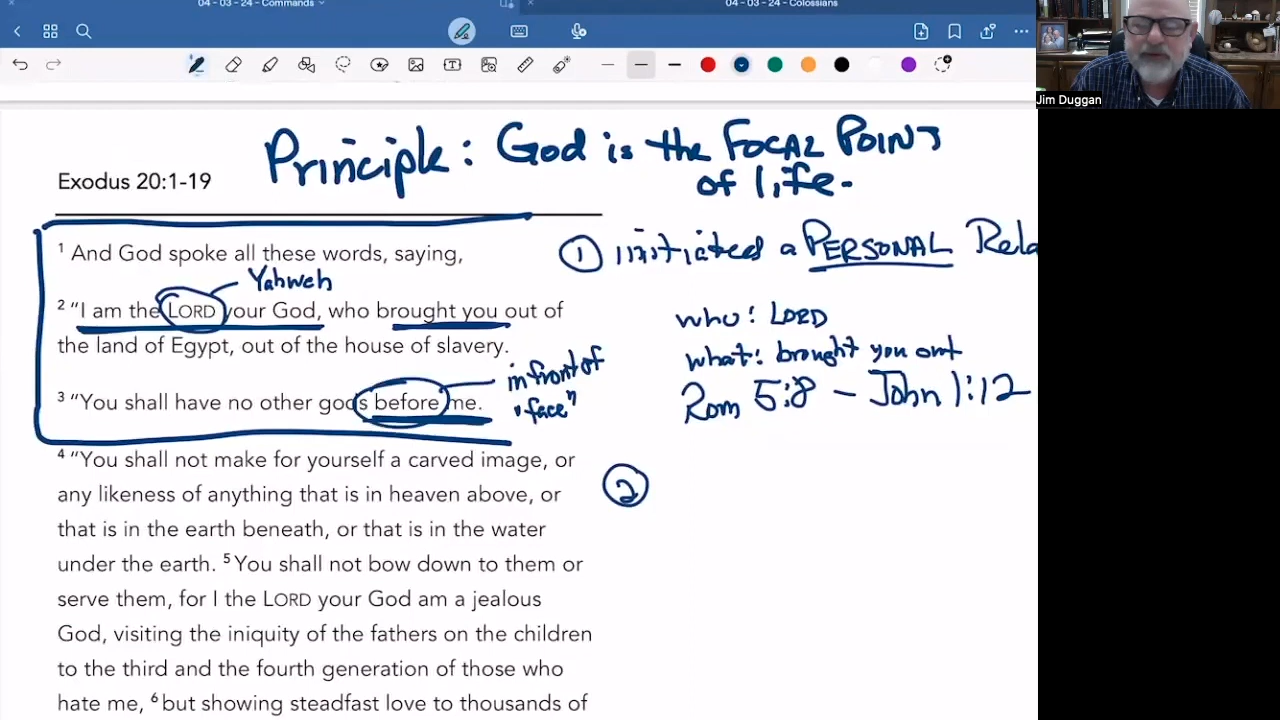 04 - 03 - 24 - Commands
04 - 03 - 24 - Colossians
Jim Duggan
Principle: God is the FOCAL POINT
of life.
Exodus 20:1-19
1 And God spoke all these words, saying,
Yahweh
2 “I am the LORD your God, who brought you out of
the land of Egypt, out of the house of slavery.
in front of
"face"
3 “You shall have no other gods before me.
4 “You shall not make for yourself a carved image, or
any likeness of anything that is in heaven above, or
that is in the earth beneath, or that is in the water
under the earth. 5 You shall not bow down to them or
serve them, for I the LORD your God am a jealous
God, visiting the iniquity of the fathers on the children
to the third and the fourth generation of those who
hate me, 6 but showing steadfast love to thousands of
1 initiated a PERSONAL Rela
who: LORD
what: brought you out
Rom 5:8 – John 1:12
2